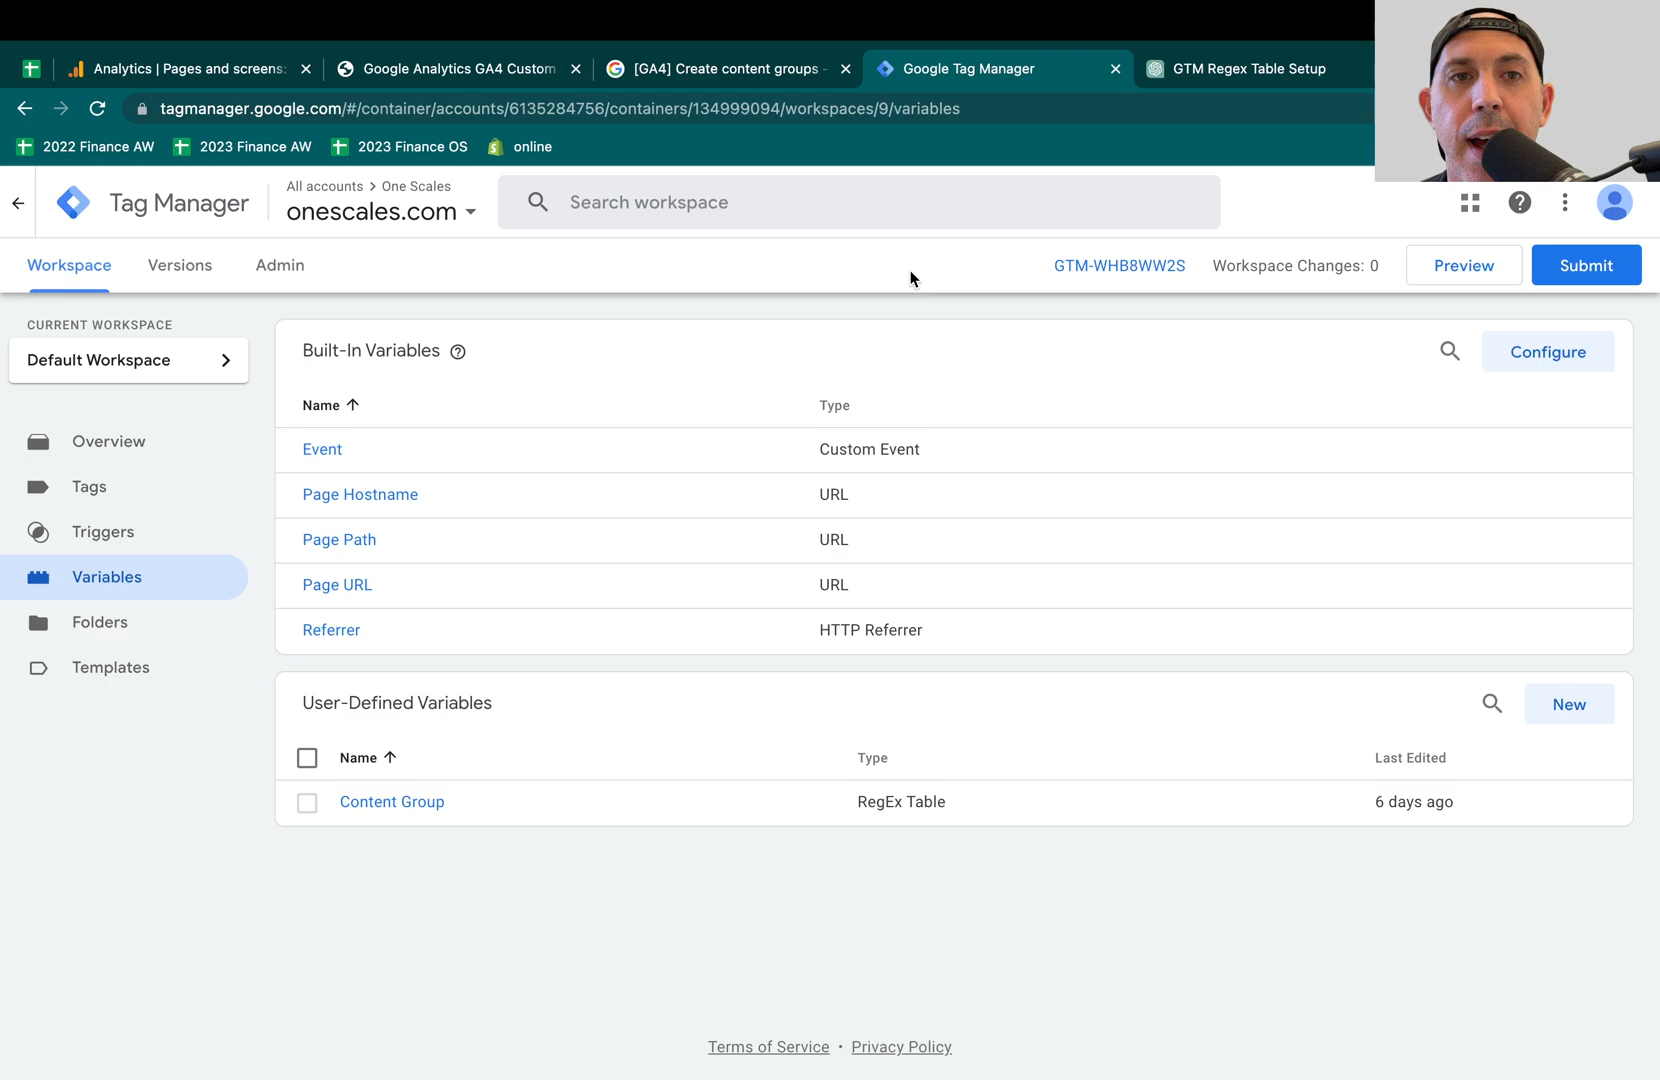 Analytics | Pages and screens:
Google Analytics GA4 Custom
[GA4] Create content groups -
Google Tag Manager
GTM Regex Table Setup
tagmanager.google.com/#/container/accounts/6135284756/containers/134999094/workspaces/9/variables
2022 Finance AW
2023 Finance AW
2023 Finance OS
online
Tag Manager
All accounts > One Scales
onescales.com
Search workspace
Workspace
Versions
Admin
GTM-WHB8WW2S
Workspace Changes: 0
Preview
Submit
CURRENT WORKSPACE
Default Workspace
Overview
Tags
Triggers
Variables
Folders
Templates
Built-In Variables
Configure
Name
Type
Event
Custom Event
Page Hostname
URL
Page Path
URL
Page URL
URL
Referrer
HTTP Referrer
User-Defined Variables
New
Name
Type
Last Edited
Content Group
RegEx Table
6 days ago
Terms of Service • Privacy Policy